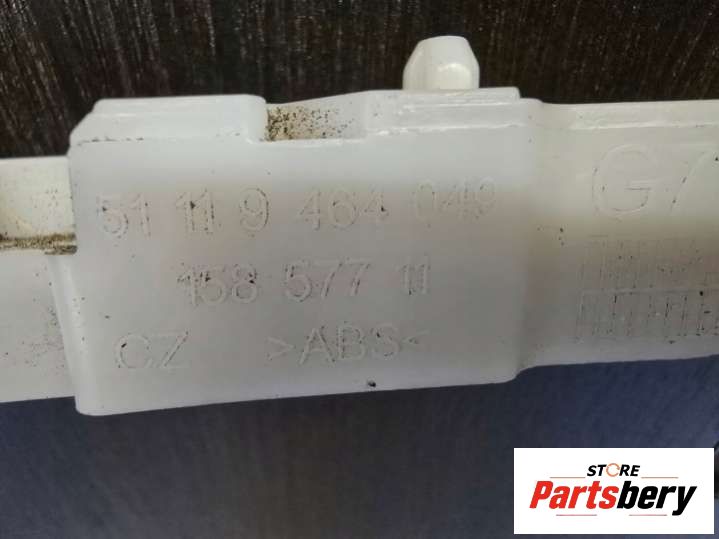 51 11 9 464 049
158 577 11
CZ >ABS<
G7
STORE
Partsbery